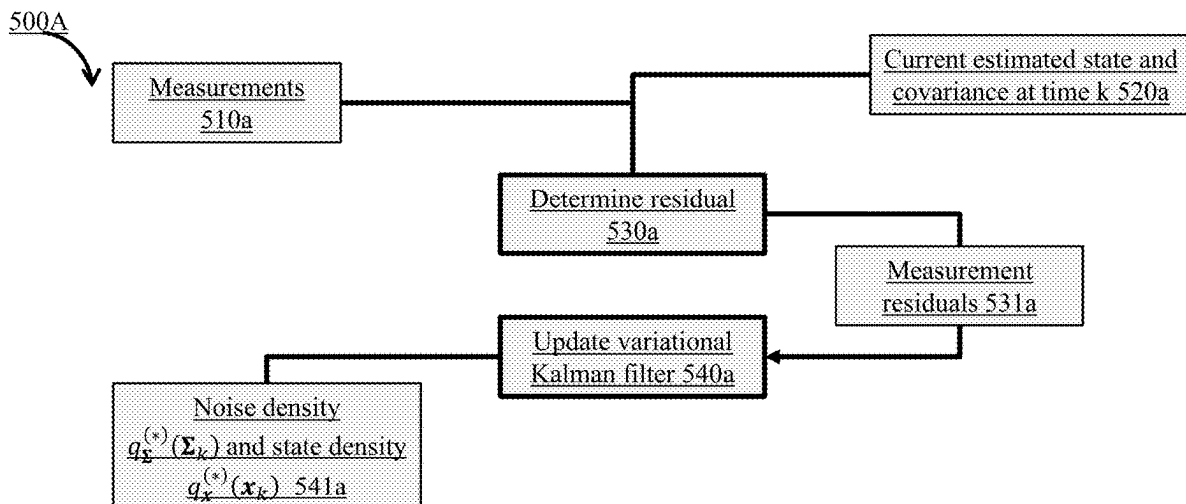 500A
Measurements
510a
Current estimated state and
covariance at time k 520a
Determine residual
530a
Measurement
residuals 531a
Update variational
Kalman filter 540a
Noise density
q_Σ^(*)(Σ_k) and state density
q_x^(*)(x_k) 541a